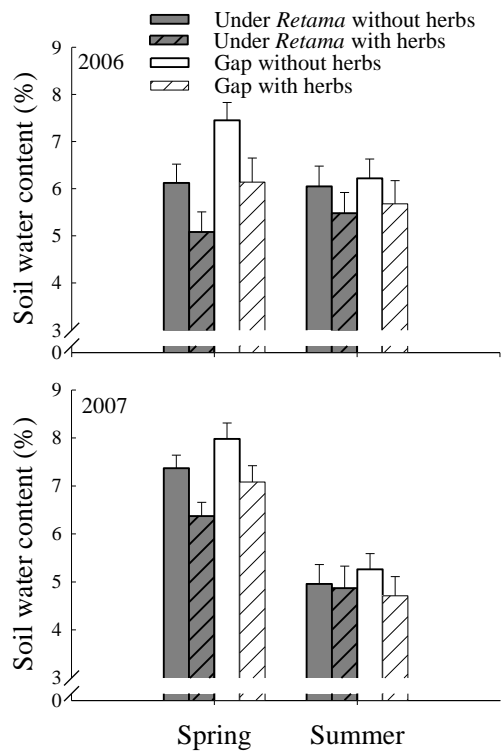 Under Retama without herbs
Under Retama with herbs
Gap without herbs
Gap with herbs
2006
Soil water content (%)
9
8
7
6
5
4
3
0
2007
Soil water content (%)
9
8
7
6
5
4
3
0
Spring Summer